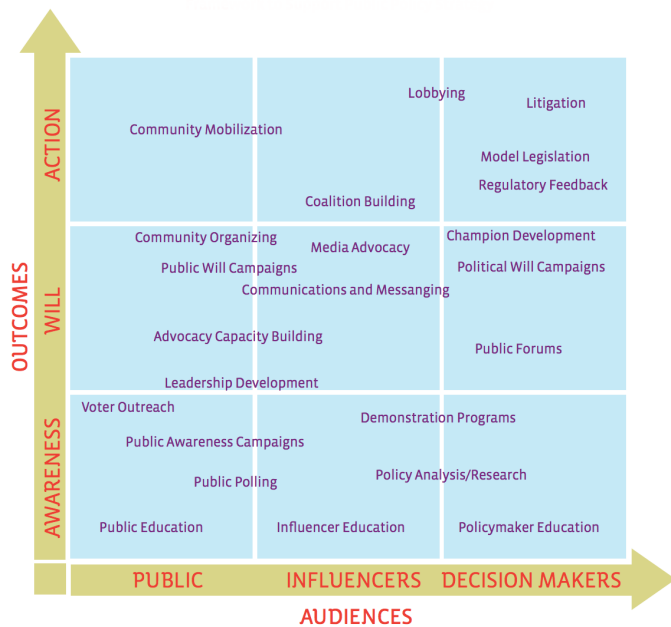 Lobbying
Litigation
Community Mobilization
Model Legislation
Regulatory Feedback
Coalition Building
ACTION
Community Organizing
Media Advocacy
Champion Development
Public Will Campaigns
Political Will Campaigns
Communications and Messanging
Advocacy Capacity Building
Public Forums
Leadership Development
WILL
OUTCOMES
Voter Outreach
Demonstration Programs
Public Awareness Campaigns
Public Polling
Policy Analysis/Research
Public Education
Influencer Education
Policymaker Education
AWARENESS
PUBLIC
INFLUENCERS
DECISION MAKERS
AUDIENCES